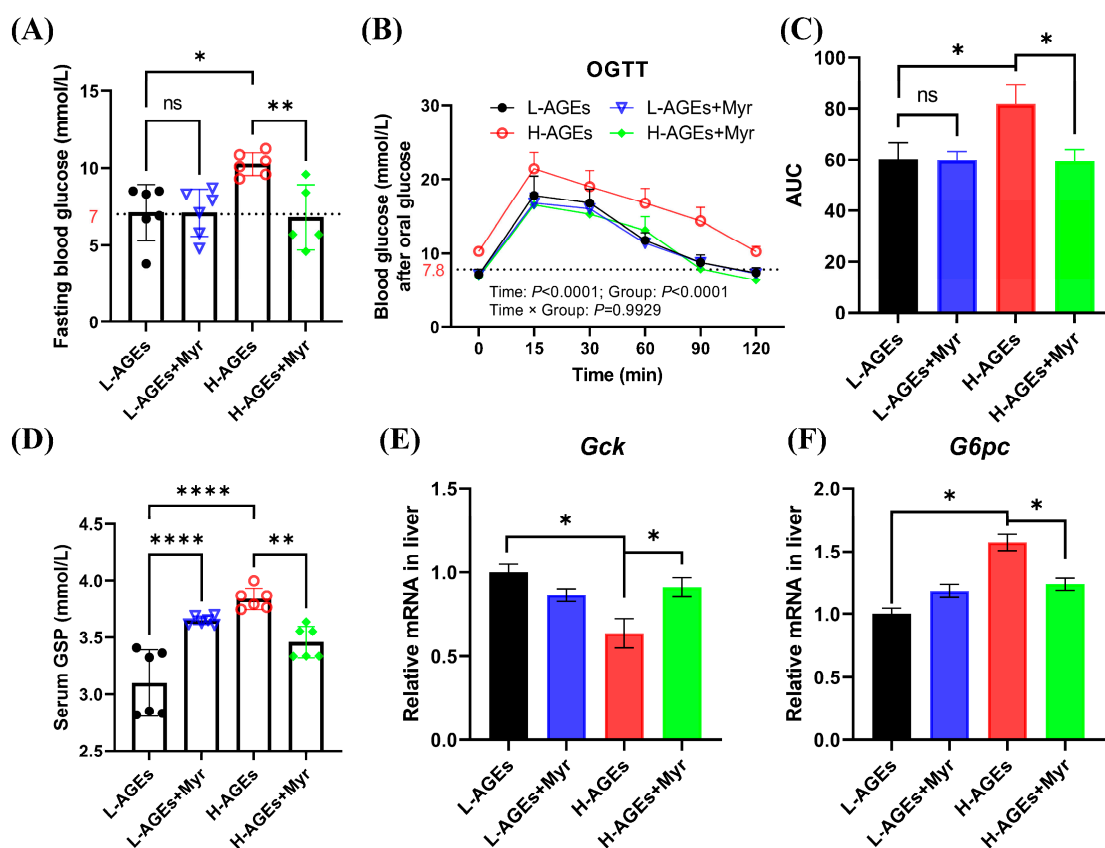 (A)
*
ns
**
Fasting blood glucose (mmol/L)
15
10
7
5
0
L-AGEs
L-AGEs+Myr
H-AGEs
H-AGEs+Myr
(B)
OGTT
L-AGEs
L-AGEs+Myr
H-AGEs
H-AGEs+Myr
Blood glucose (mmol/L)
after oral glucose
30
20
10
7.8
0
Time: P<0.0001; Group: P<0.0001
Time × Group: P=0.9929
0 15 30 60 90 120
Time (min)
(C)
*
*
ns
AUC
100
80
60
40
20
0
L-AGEs
L-AGEs+Myr
H-AGEs
H-AGEs+Myr
(D)
****
****
**
Serum GSP (mmol/L)
4.5
4.0
3.5
3.0
2.5
L-AGEs
L-AGEs+Myr
H-AGEs
H-AGEs+Myr
(E)
Gck
*
*
Relative mRNA in liver
1.5
1.0
0.5
0.0
L-AGEs
L-AGEs+Myr
H-AGEs
H-AGEs+Myr
(F)
G6pc
*
*
Relative mRNA in liver
2.0
1.5
1.0
0.5
0.0
L-AGEs
L-AGEs+Myr
H-AGEs
H-AGEs+Myr